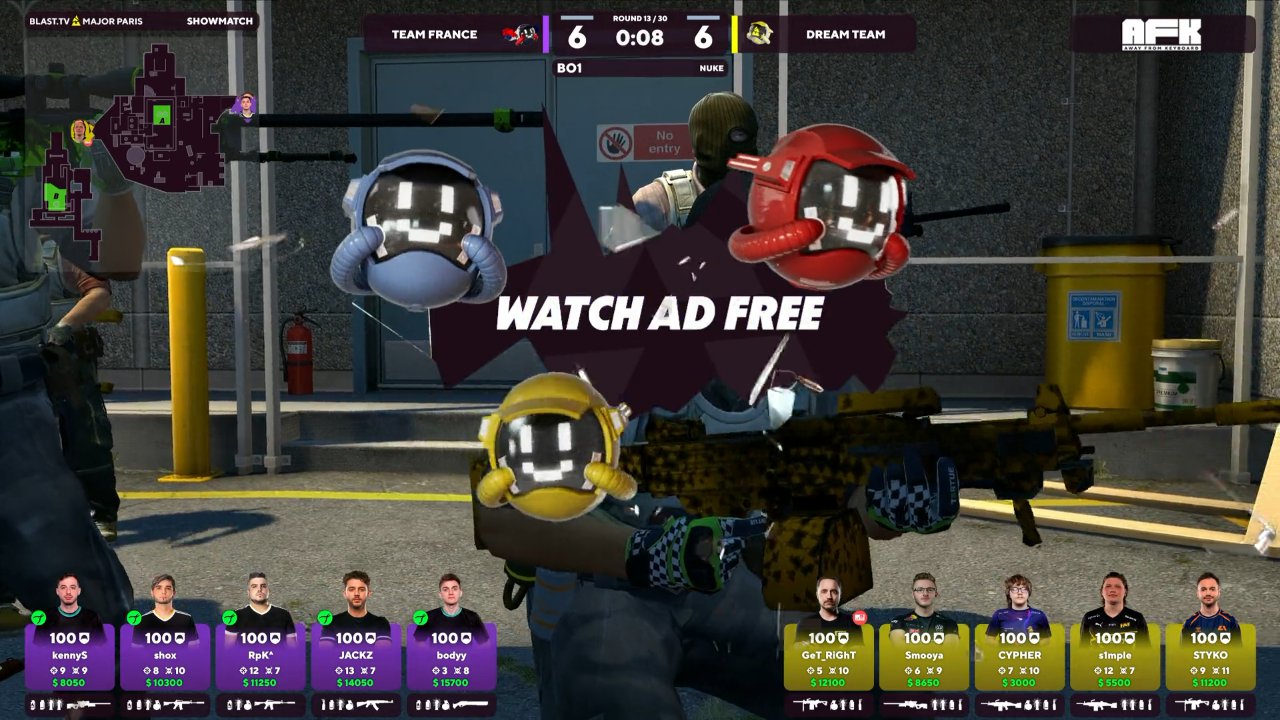 BLAST.TV MAJOR PARIS SHOWMATCH
TEAM FRANCE 6 ROUND 13 / 30 0:08 6 DREAM TEAM
BO1 NUKE
AFK
AWAY FROM KEYBOARD
No
entry
WATCH AD FREE
100 100 100 100 100 100 100 100 100 100
kennyS shox RpK^ JACKZ bodyy GeT_RiGhT Smooya CYPHER s1mple STYKO
9 9 8 10 12 7 13 7 3 8 5 10 6 9 7 10 12 7 9 11
$ 8050 $ 10300 $ 11250 $ 14050 $ 15700 $ 12100 $ 8650 $ 3000 $ 5500 $ 11200